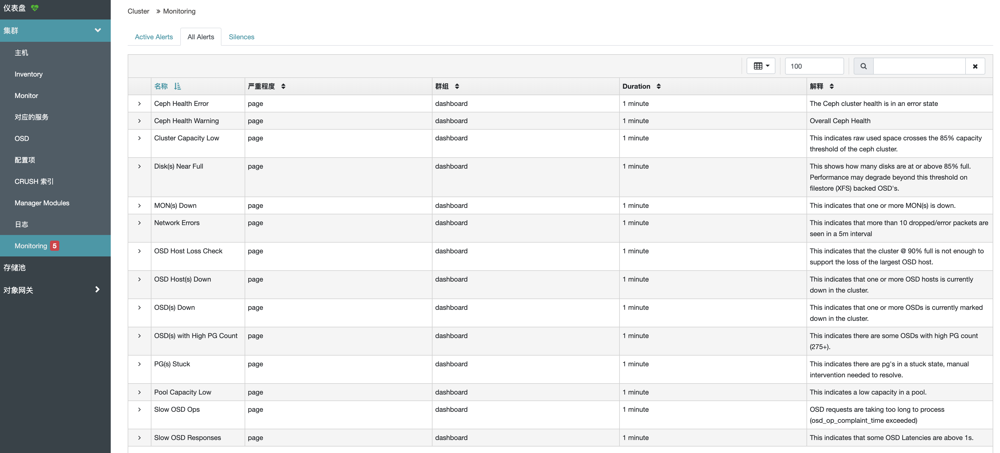 仪表盘
集群
主机
Inventory
Monitor
对应的服务
OSD
配置项
CRUSH 索引
Manager Modules
日志
Monitoring 5
存储池
对象网关
Cluster » Monitoring
Active Alerts All Alerts Silences
100
名称 严重程度 群组 Duration 解释
Ceph Health Error page dashboard 1 minute The Ceph cluster health is in an error state
Ceph Health Warning page dashboard 1 minute Overall Ceph Health
Cluster Capacity Low page dashboard 1 minute This indicates raw used space crosses the 85% capacity
threshold of the ceph cluster.
Disk(s) Near Full page dashboard 1 minute This shows how many disks are at or above 85% full.
Performance may degrade beyond this threshold on
filestore (XFS) backed OSD's.
MON(s) Down page dashboard 1 minute This indicates that one or more MON(s) is down.
Network Errors page dashboard 1 minute This indicates that more than 10 dropped/error packets are
seen in a 5m interval
OSD Host Loss Check page dashboard 1 minute This indicates that the cluster @ 90% full is not enough to
support the loss of the largest OSD host.
OSD Host(s) Down page dashboard 1 minute This indicates that one or more OSD hosts is currently
down in the cluster.
OSD(s) Down page dashboard 1 minute This indicates that one or more OSDs is currently marked
down in the cluster.
OSD(s) with High PG Count page dashboard 1 minute This indicates there are some OSDs with high PG count
(275+).
PG(s) Stuck page dashboard 1 minute This indicates there are pg's in a stuck state, manual
intervention needed to resolve.
Pool Capacity Low page dashboard 1 minute This indicates a low capacity in a pool.
Slow OSD Ops page dashboard 1 minute OSD requests are taking too long to process
(osd_op_complaint_time exceeded)
Slow OSD Responses page dashboard 1 minute This indicates that some OSD Latencies are above 1s.